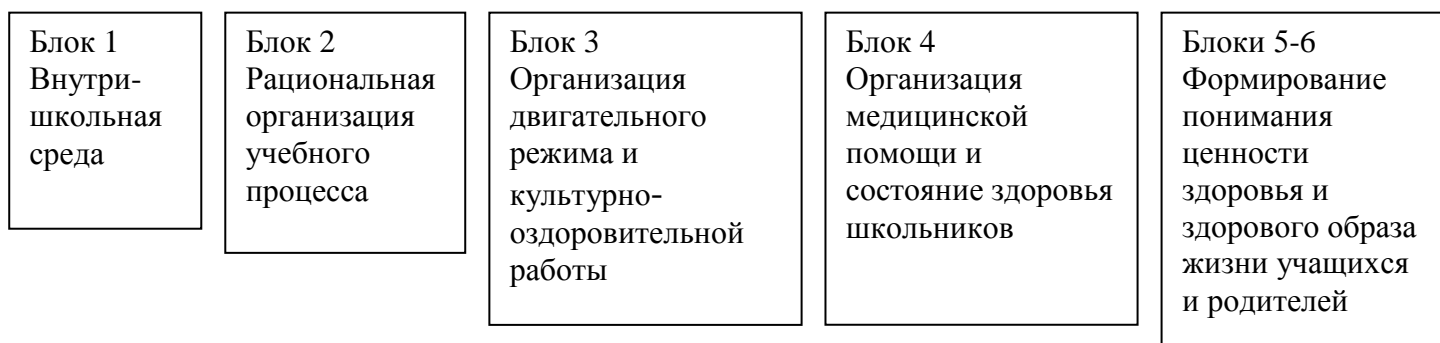 Блок 1
Внутри-
школьная
среда
Блок 2
Рациональная
организация
учебного
процесса
Блок 3
Организация
двигательного
режима и
культурно-
оздоровительной
работы
Блок 4
Организация
медицинской
помощи и
состояние здоровья
школьников
Блоки 5-6
Формирование
понимания
ценности
здоровья и
здорового образа
жизни учащихся
и родителей